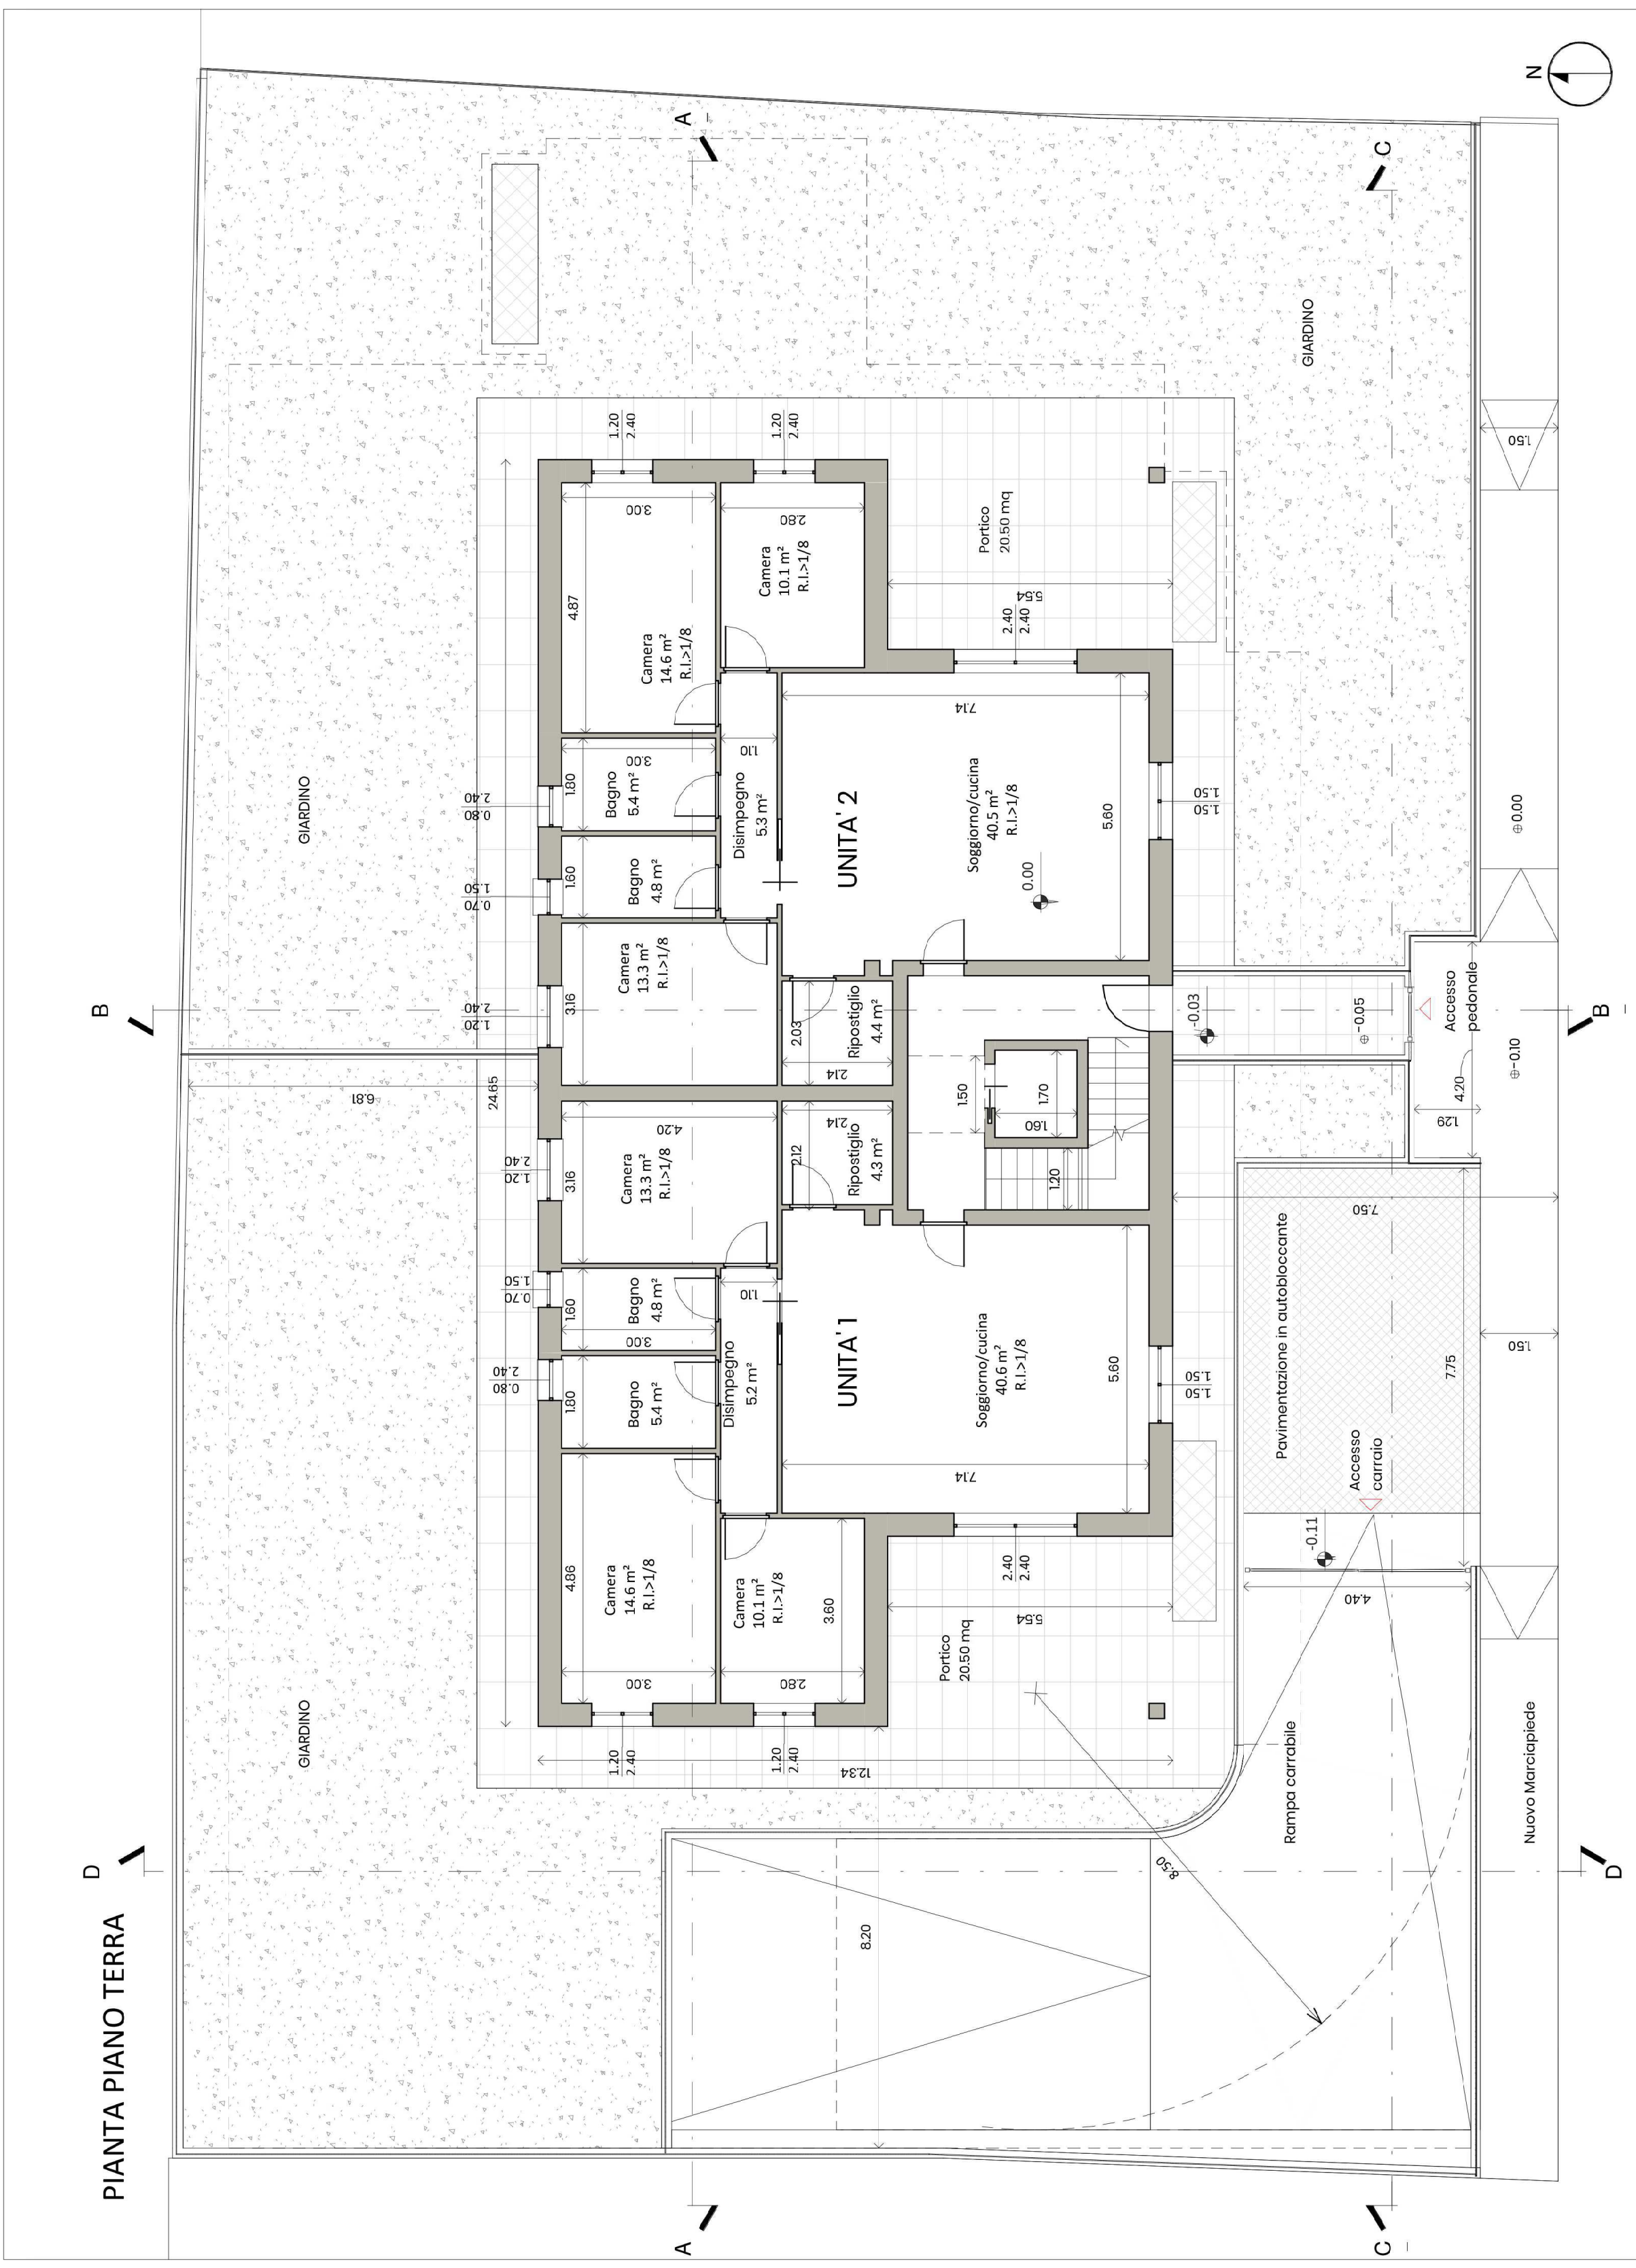 PIANTA PIANO TERRA
D
B
N
A
C
GIARDINO
GIARDINO
GIARDINO
6.81
24.65
0.80
2.40
0.70
1.50
1.20
2.40
1.20
2.40
0.70
1.50
0.80
2.40
4.86
1.80
1.60
3.16
3.16
1.60
1.80
4.87
Camera
14.6 m²
R.I.>1/8
3.00
1.20
2.40
Bagno
5.4 m²
Bagno
4.8 m²
3.00
Camera
13.3 m²
R.I.>1/8
4.20
Camera
13.3 m²
R.I.>1/8
Bagno
4.8 m²
Bagno
5.4 m²
3.00
Camera
14.6 m²
R.I.>1/8
3.00
1.20
2.40
Camera
10.1 m²
R.I.>1/8
2.80
3.60
1.20
2.40
Disimpegno
5.2 m²
1.10
2.12
2.14
Ripostiglio
4.3 m²
2.03
2.14
Ripostiglio
4.4 m²
Disimpegno
5.3 m²
1.10
Camera
10.1 m²
R.I.>1/8
2.80
1.20
2.40
UNITA' 1
UNITA' 2
12.34
8.20
Portico
20.50 mq
5.54
2.40
2.40
7.14
Soggiorno/cucina
40.6 m²
R.I.>1/8
5.60
1.50
1.70
1.60
1.20
Soggiorno/cucina
40.5 m²
R.I.>1/8
0.00
5.60
7.14
2.40
2.40
5.54
Portico
20.50 mq
8.50
1.50
1.50
1.50
1.50
-0.03
-0.05
GIARDINO
Rampa carrabile
Pavimentazione in autobloccante
-0.11
4.40
Accesso
carraio
7.50
7.75
1.29
4.20
Accesso
pedonale
-0.10
0.00
Nuovo Marciapiede
1.50
1.50
A
C
D
B